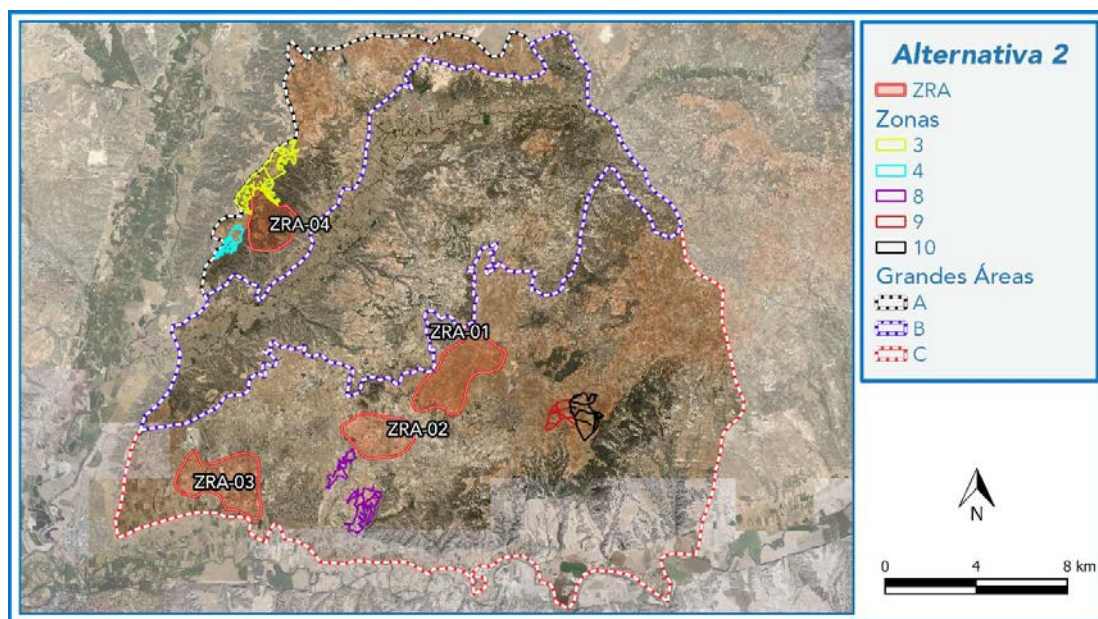 Alternativa 2
ZRA
Zonas
3
4
8
9
10
Grandes Áreas
A
B
C
ZRA-04
ZRA-01
ZRA-02
ZRA-03
N
0 4 8 km